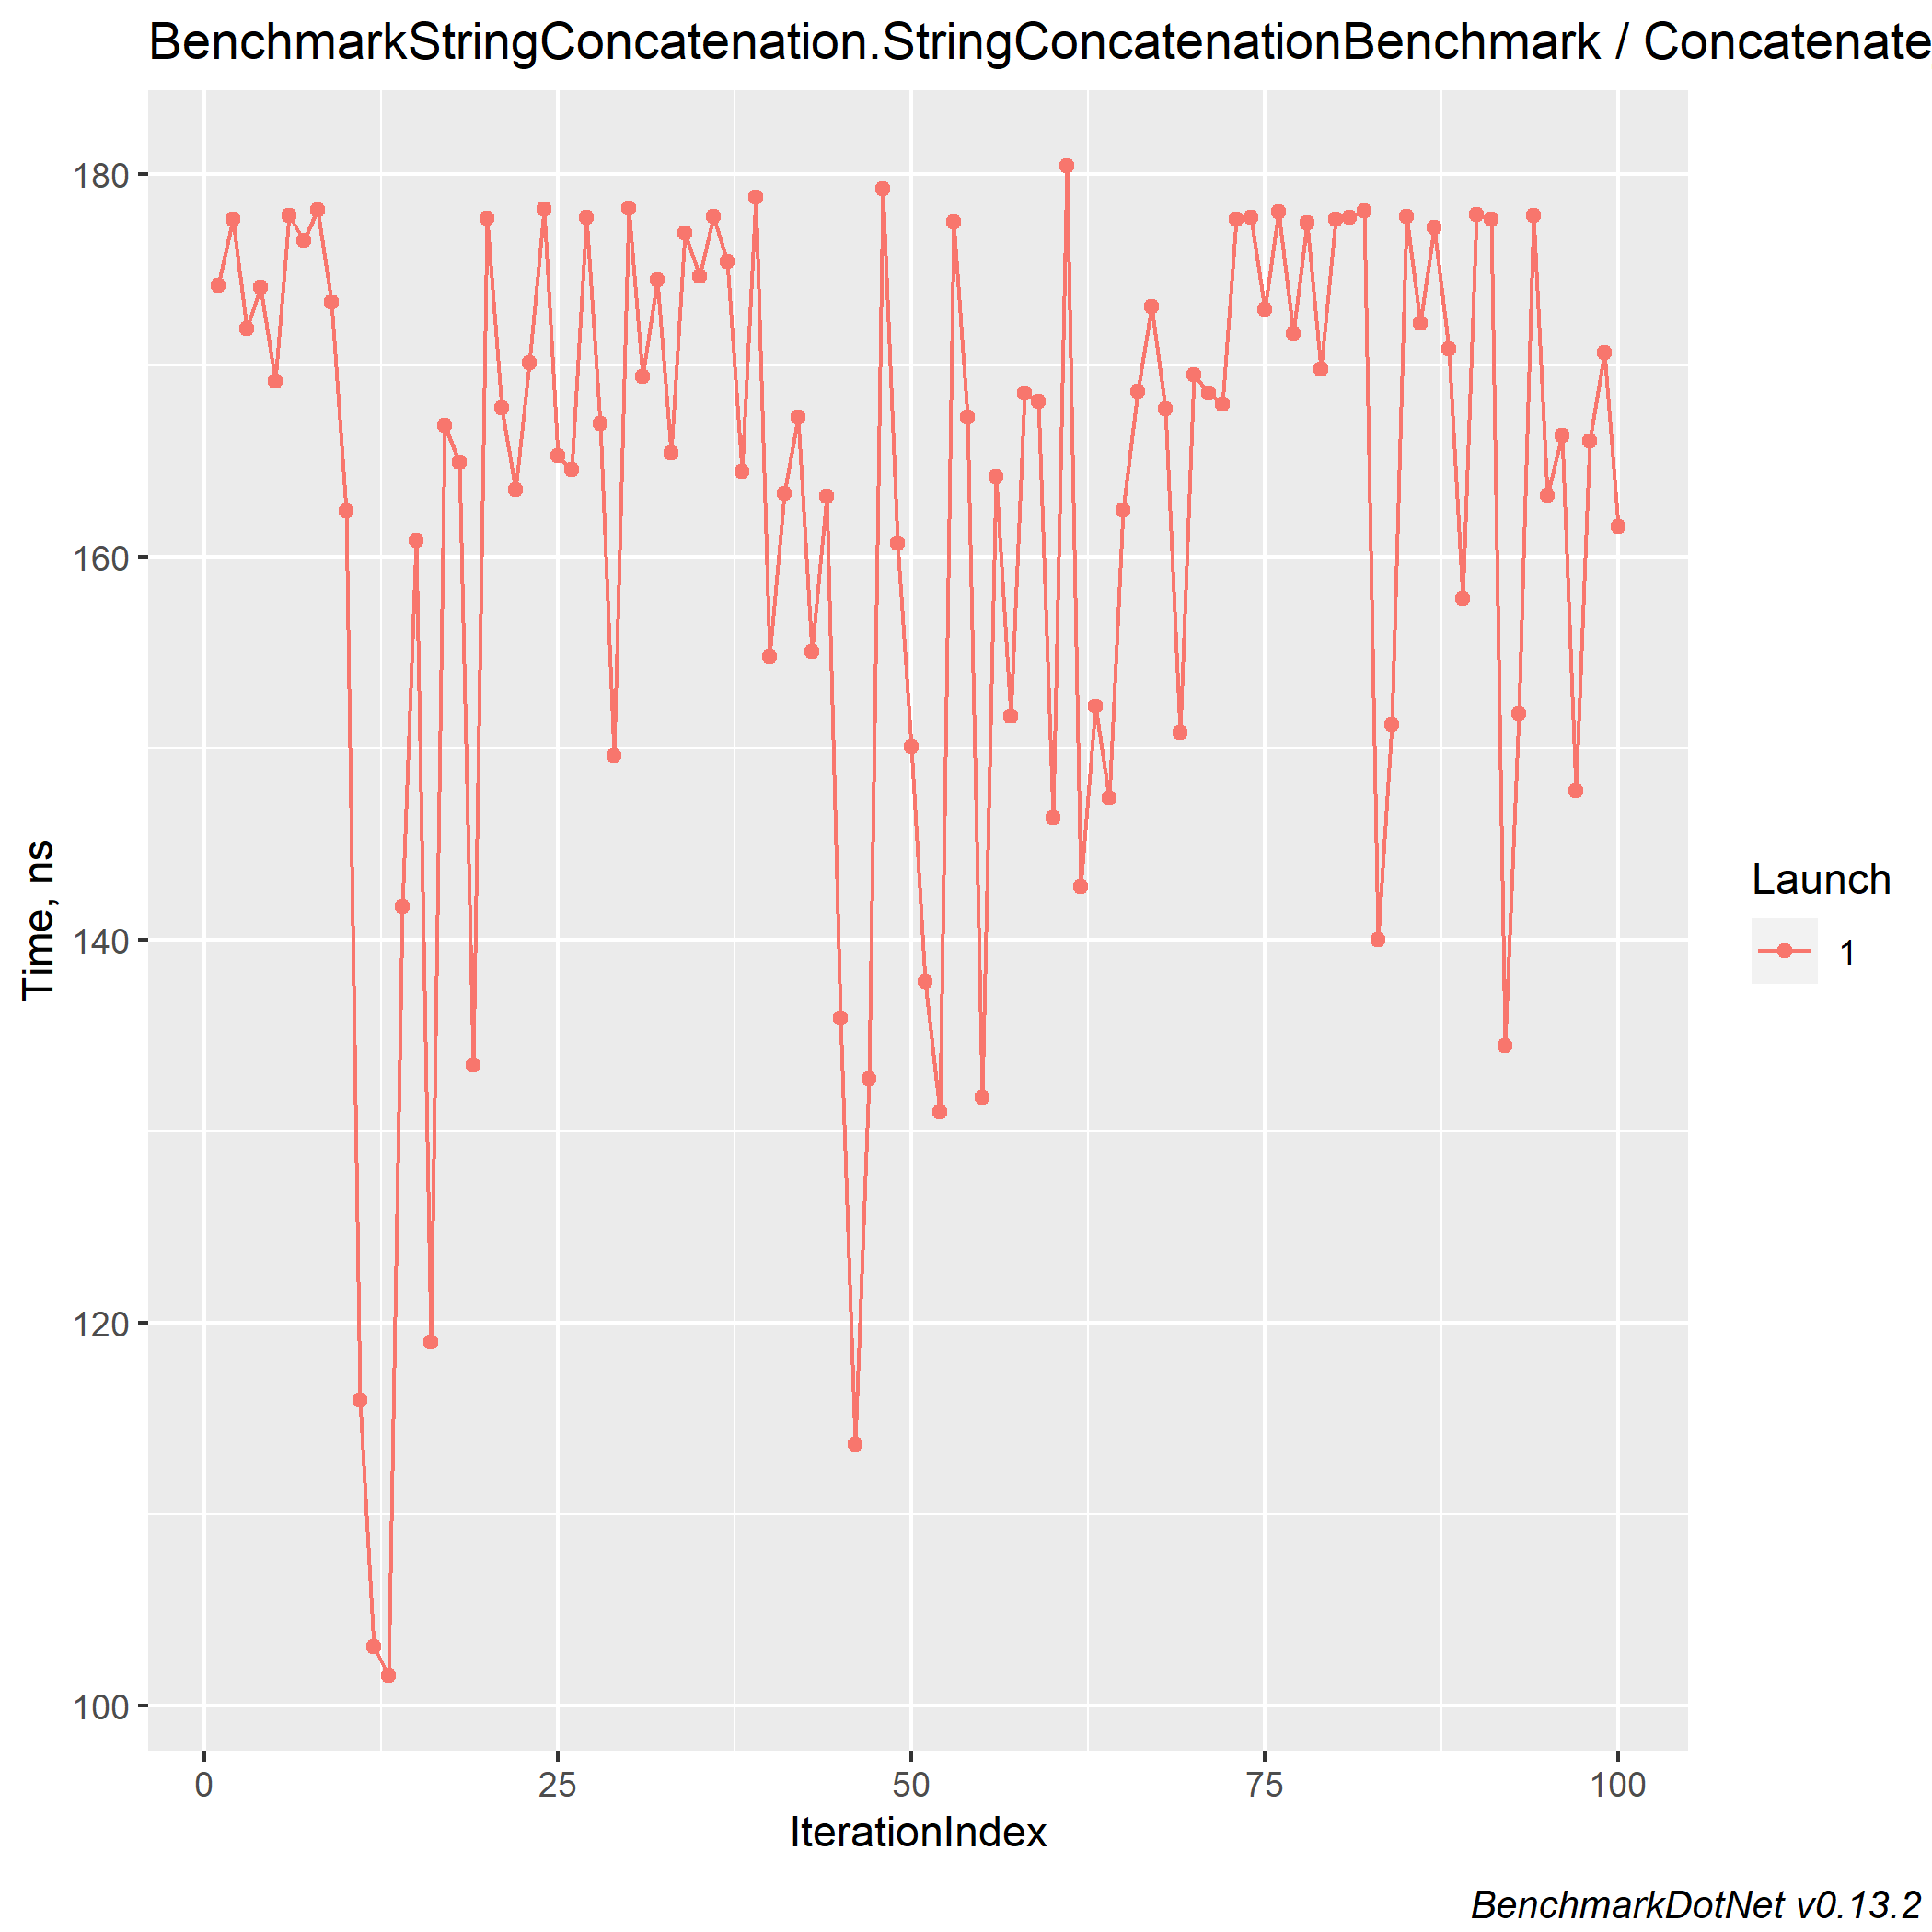 BenchmarkStringConcatenation.StringConcatenationBenchmark / Concatenate
180
160
140
120
100
Time, ns
0 25 50 75 100
IterationIndex
Launch
1
BenchmarkDotNet v0.13.2